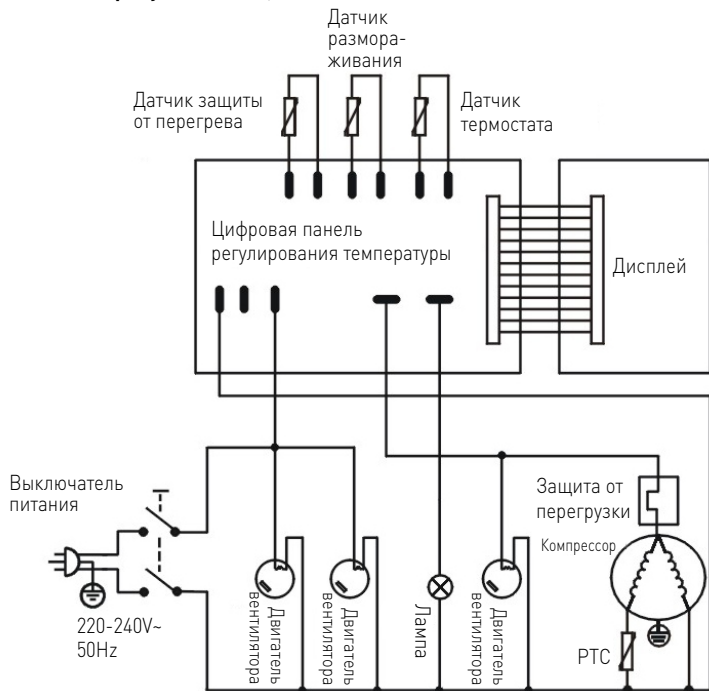 Датчик
размора-
живания
Датчик защиты
от перегрева
Датчик
термостата
Цифровая панель
регулирования температуры
Дисплей
Выключатель
питания
Защита от
перегрузки
Компрессор
Двигатель
вентилятора
Двигатель
вентилятора
Лампа
Двигатель
вентилятора
220-240V~
50Hz
PTC